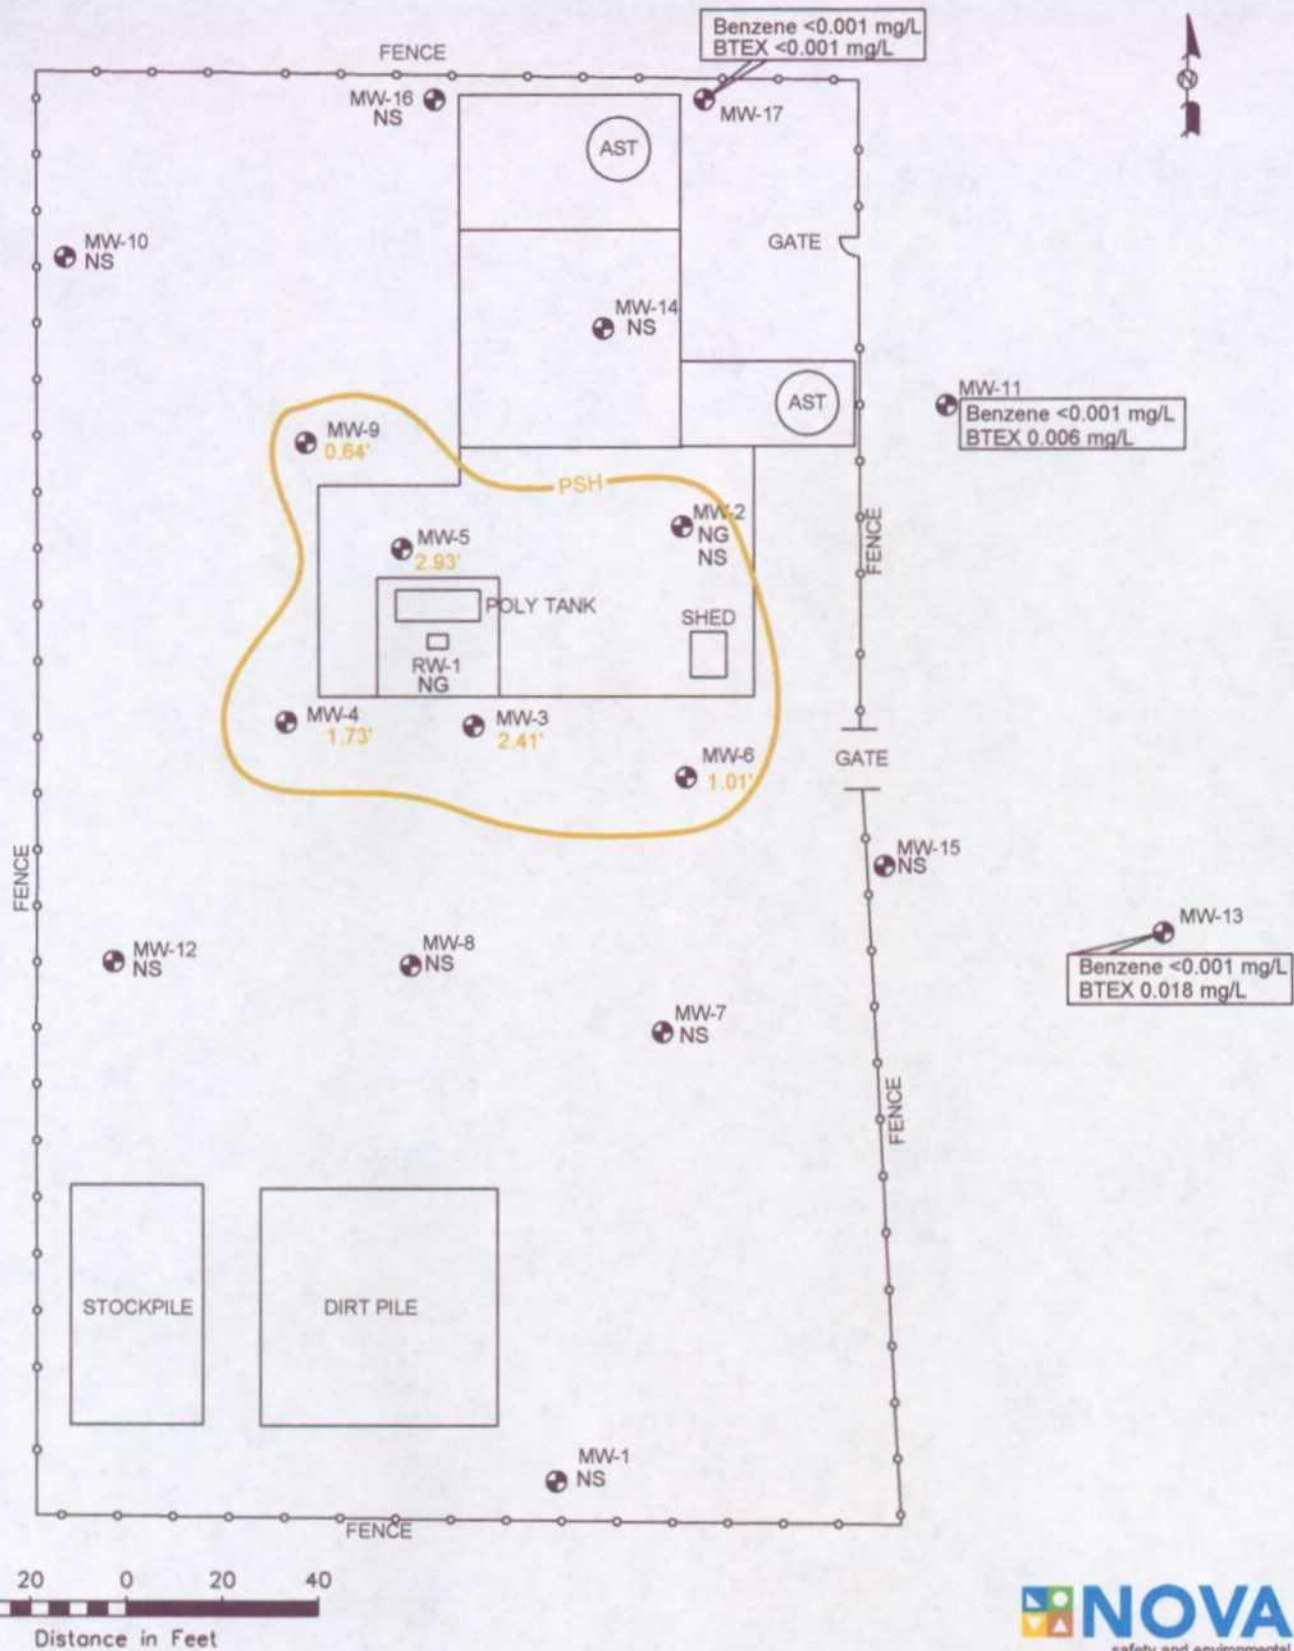 Benzene <0.001 mg/L
BTEX <0.001 mg/L
FENCE
MW-16
NS
MW-17
AST
MW-10
NS
GATE
MW-14
NS
AST
MW-11
Benzene <0.001 mg/L
BTEX 0.006 mg/L
MW-9
0.64'
PSH
MW-2
NG
NS
FENCE
MW-5
2.93'
POLY TANK
SHED
RW-1
NG
MW-4
1.73'
MW-3
2.41'
MW-6
1.01'
GATE
MW-15
NS
FENCE
MW-13
Benzene <0.001 mg/L
BTEX 0.018 mg/L
MW-12
NS
MW-8
NS
MW-7
NS
FENCE
STOCKPILE
DIRT PILE
MW-1
NS
FENCE
20 0 20 40
Distance in Feet
NOVA
safety and environmental